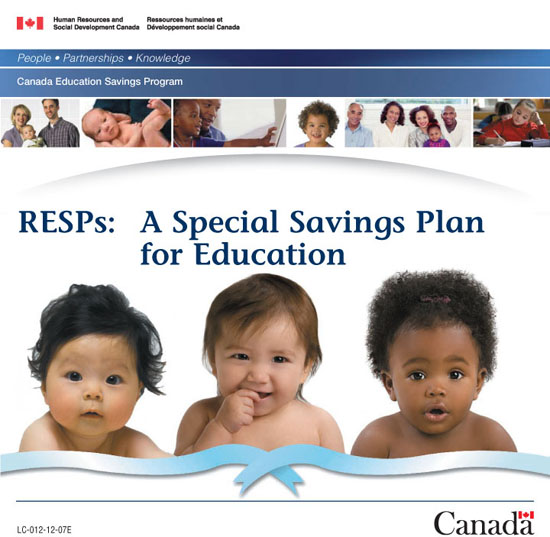 Human Resources and
Social Development Canada
Ressources humaines et
Développement social Canada
People • Partnerships • Knowledge
Canada Education Savings Program
RESPs: A Special Savings Plan
for Education
LC-012-12-07E
Canada